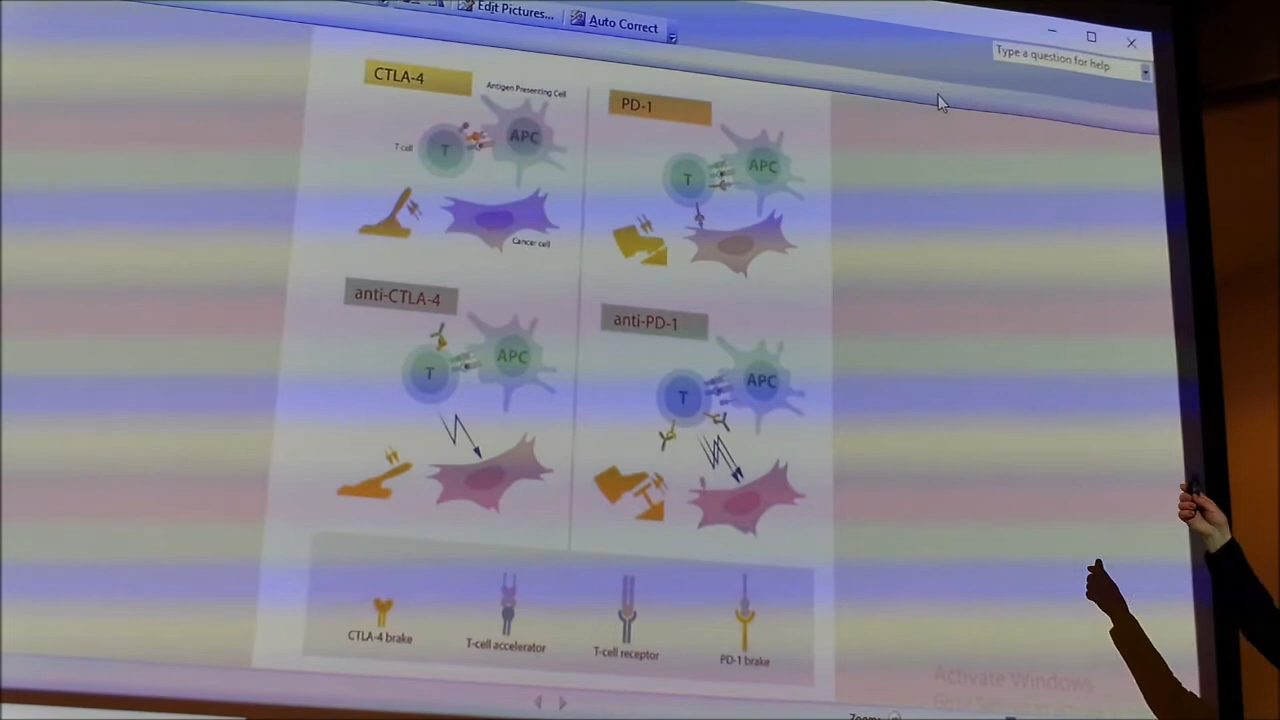 Edit Pictures...
Auto Correct
Type a question for help
CTLA-4
Antigen Presenting Cell
APC
T
T-cell
Cancer cell
PD-1
APC
T
anti-CTLA-4
APC
T
anti-PD-1
APC
T
CTLA-4 brake
T-cell accelerator
T-cell receptor
PD-1 brake
Activate Windows
Zoom: